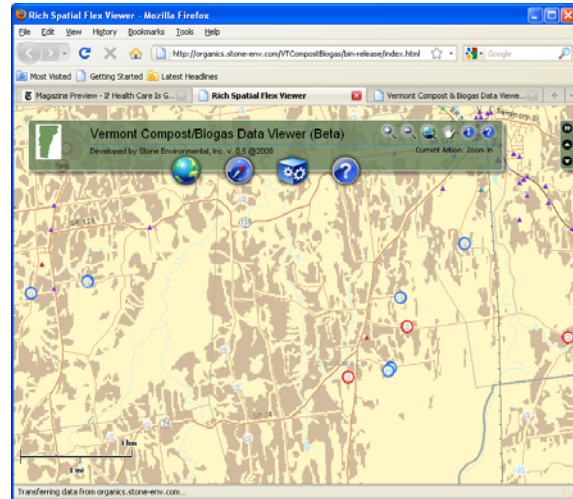 Rich Spatial Flex Viewer - Mozilla Firefox
File Edit View History Bookmarks Tools Help
http://organics.stone-env.com/VTCompostBiogas/bin-release/index.html
Google
Most Visited Getting Started Latest Headlines
Magazine Preview - If Health Care Is G... Rich Spatial Flex Viewer Vermont Compost & Biogas Data Viewe...
Vermont Compost/Biogas Data Viewer (Beta)
Developed by Stone Environmental, Inc. v. 0.5 @2009
Current Action: Zoom In
74
3 km
1 mi
Transferring data from organics.stone-env.com...